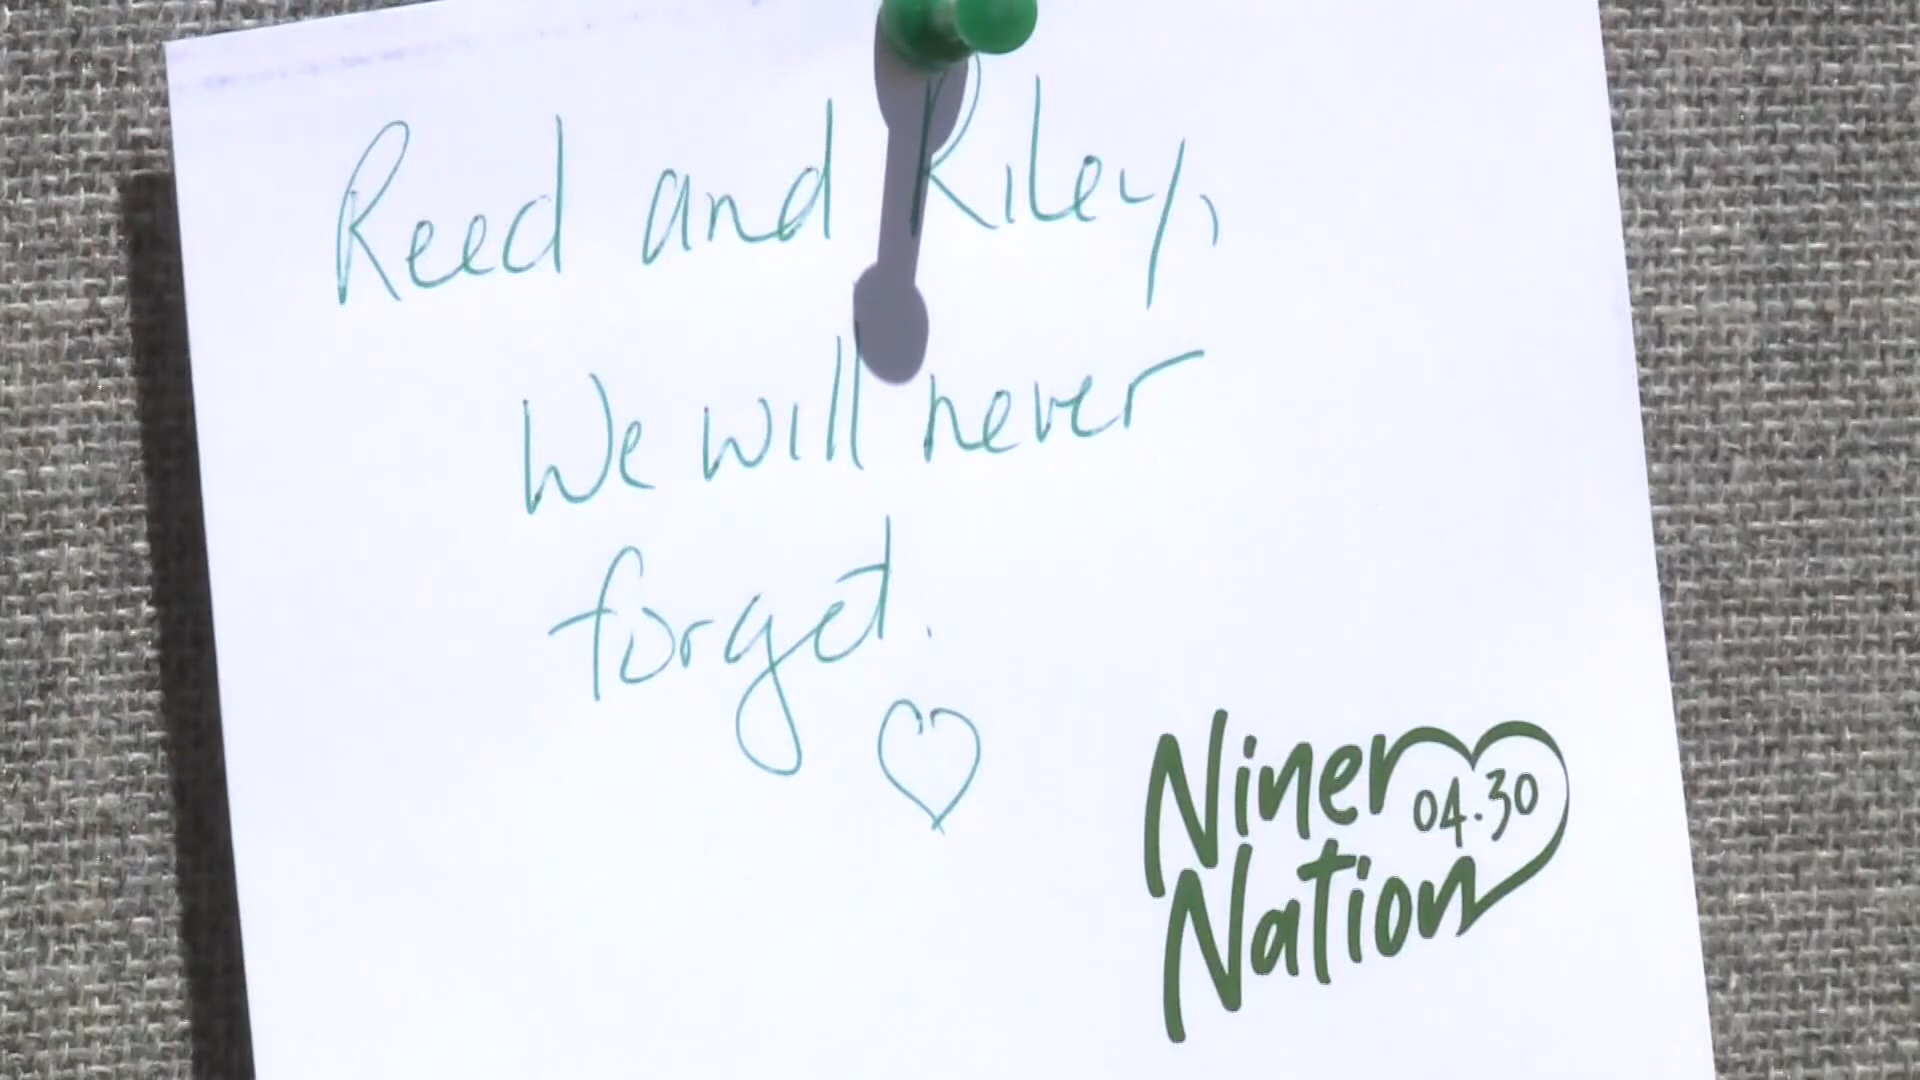 Reed and Riley,
We will never
forget.
Niner
04.30
Nation